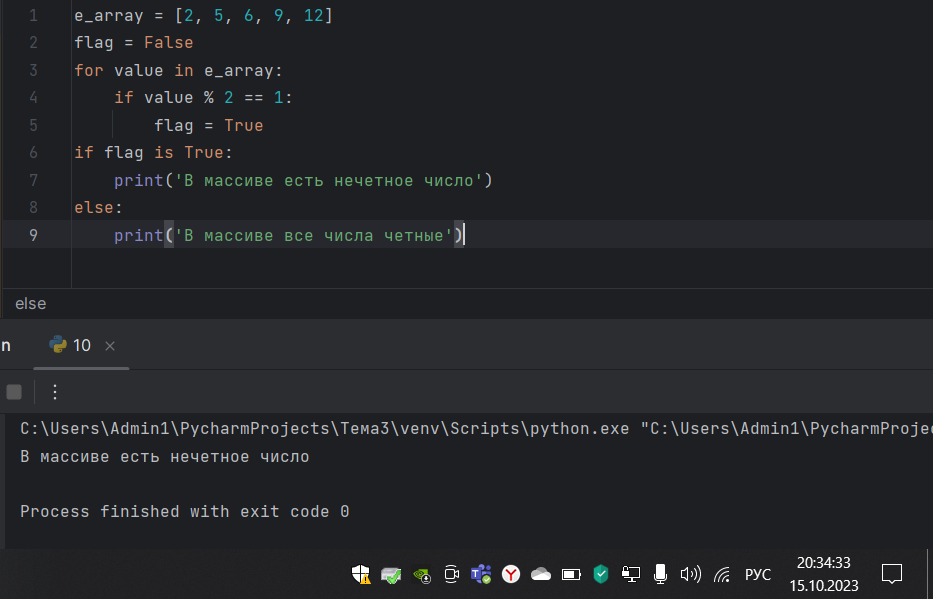 1 e_array = [2, 5, 6, 9, 12]
2 flag = False
3 for value in e_array:
4     if value % 2 == 1:
5         flag = True
6 if flag is True:
7     print('В массиве есть нечетное число')
8 else:
9     print('В массиве все числа четные')
else
n 10
C:\Users\Admin1\PycharmProjects\Тема3\venv\Scripts\python.exe "C:\Users\Admin1\PycharmProjec
В массиве есть нечетное число
Process finished with exit code 0
РУС 20:34:33
15.10.2023